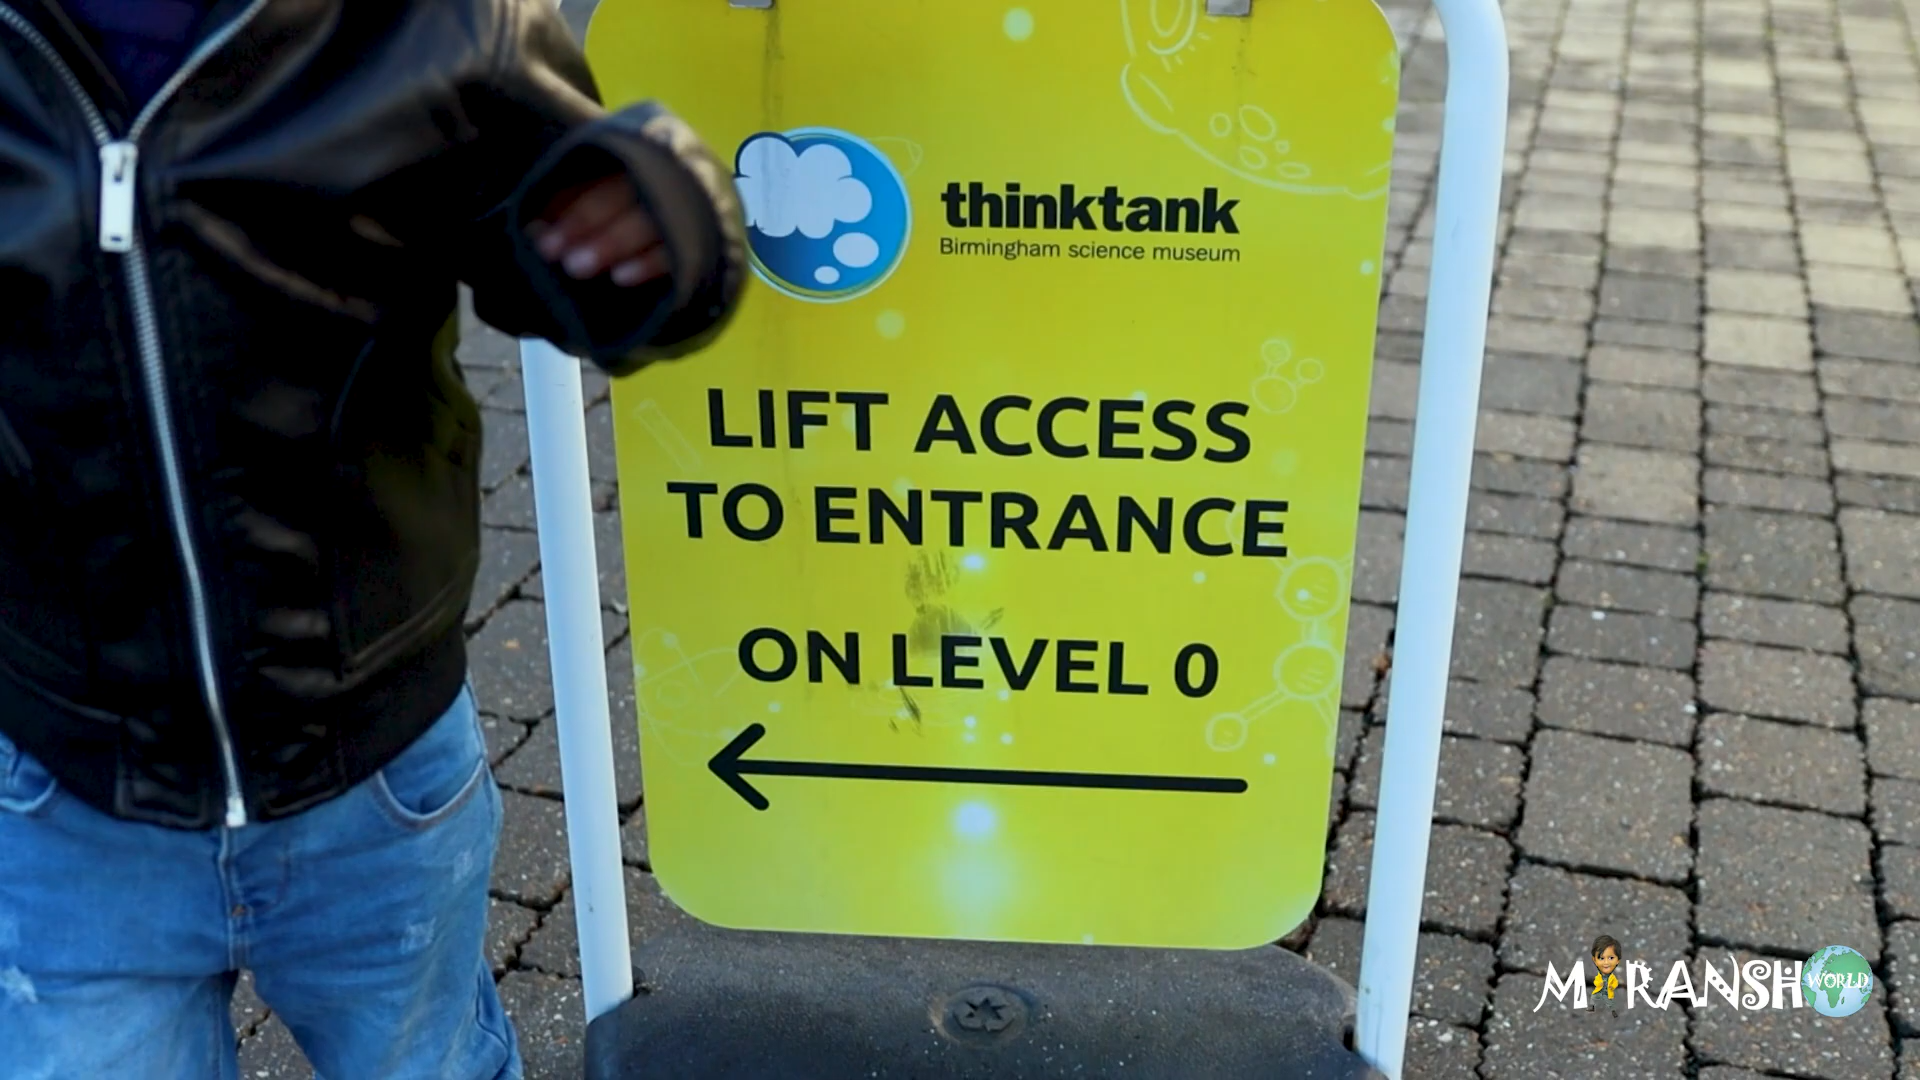 thinktank
Birmingham science museum
LIFT ACCESS
TO ENTRANCE
ON LEVEL 0
MIRANSH WORLD